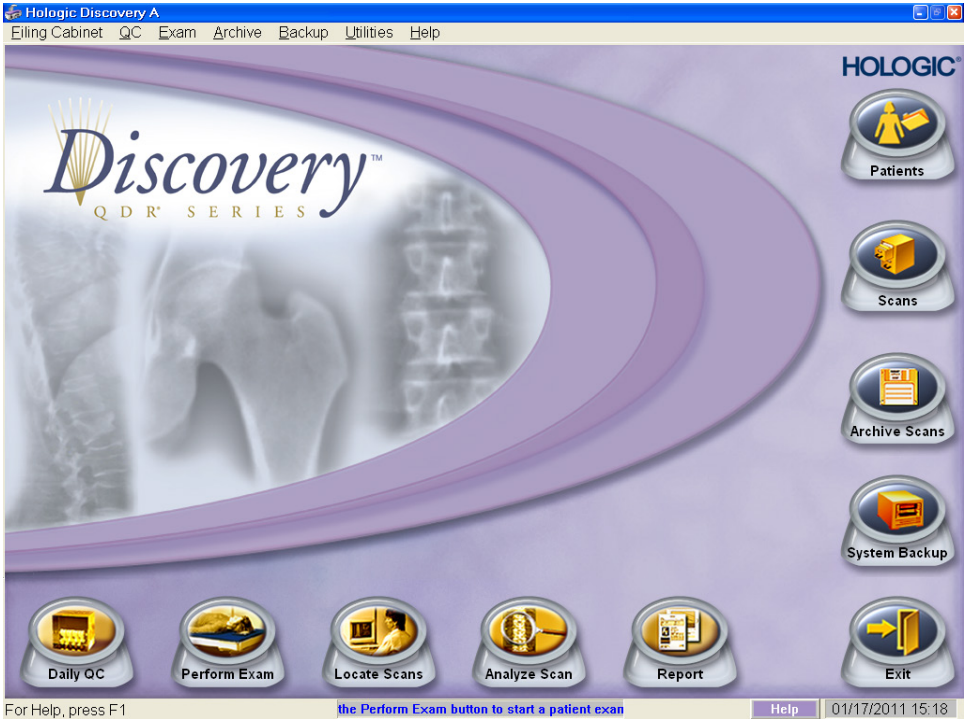 Hologic Discovery A
Filing Cabinet QC Exam Archive Backup Utilities Help
HOLOGIC®
Discovery™
QDR® SERIES
Patients
Scans
Archive Scans
System Backup
Daily QC Perform Exam Locate Scans Analyze Scan Report Exit
For Help, press F1 the Perform Exam button to start a patient exam Help 01/17/2011 15:18